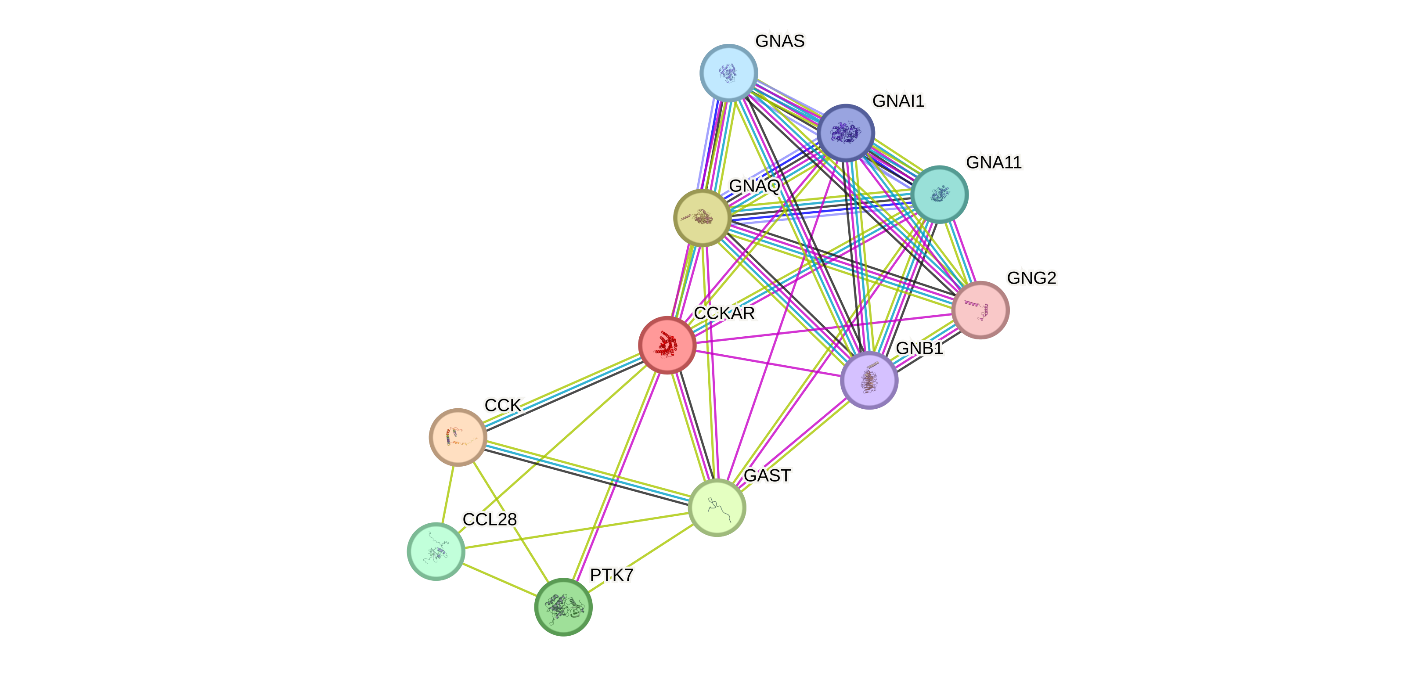 GNAS
GNAI1
GNA11
GNAQ
GNG2
CCKAR
GNB1
CCK
GAST
CCL28
PTK7